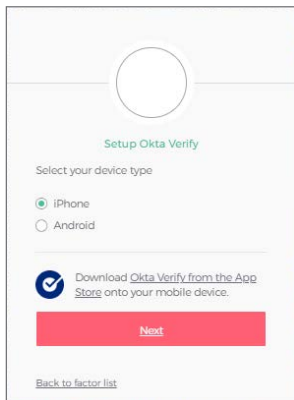 Setup Okta Verify
Select your device type
iPhone
Android
Download Okta Verify from the App
Store onto your mobile device.
Next
Back to factor list